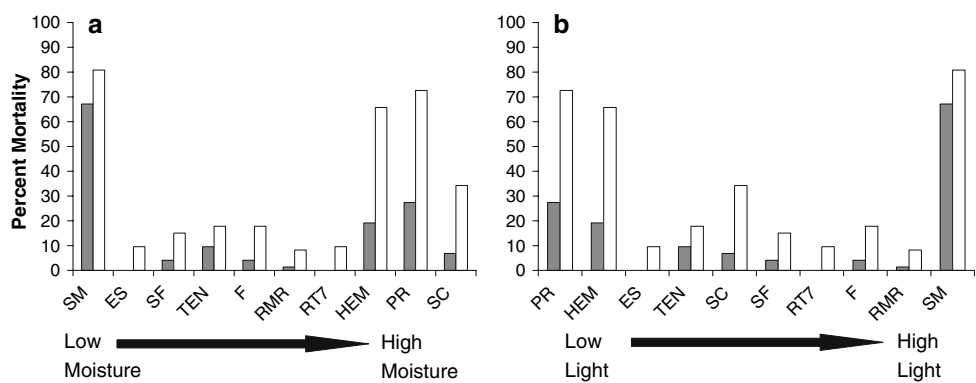 a
Percent Mortality
100
90
80
70
60
50
40
30
20
10
0
SM ES SF TEN F RMR RT7 HEM PR SC
Low Moisture
High Moisture
b
100
90
80
70
60
50
40
30
20
10
0
PR HEM ES TEN SC SF RT7 F RMR SM
Low Light
High Light